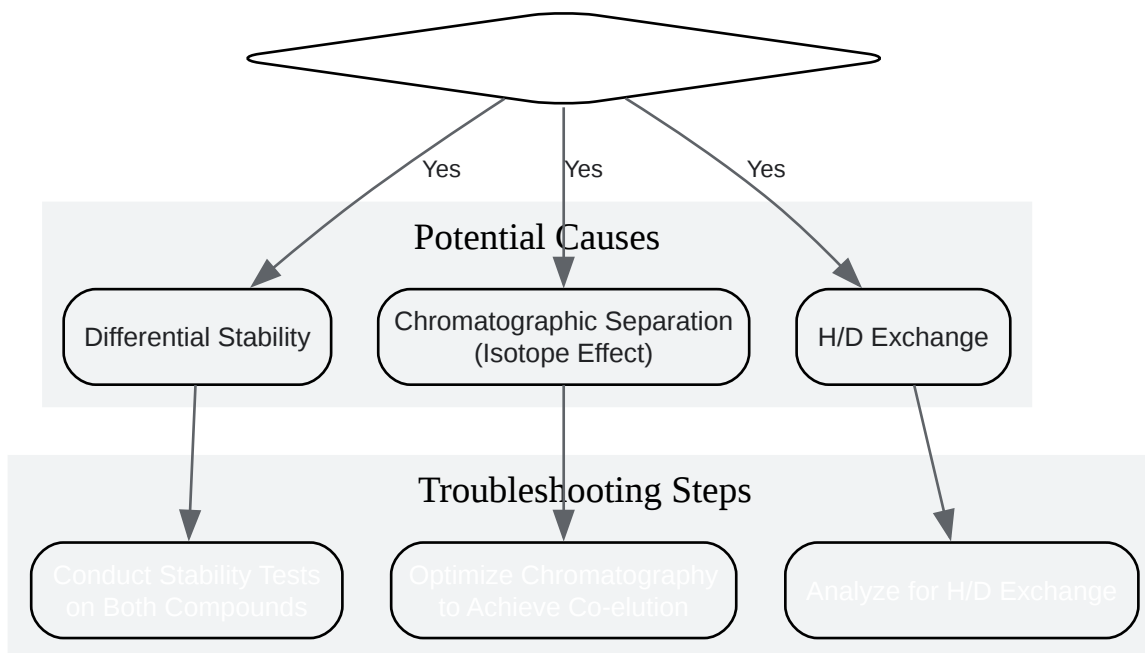 Yes
Yes
Yes
Potential Causes
Differential Stability
Chromatographic Separation
(Isotope Effect)
H/D Exchange
Troubleshooting Steps
Conduct Stability Tests
on Both Compounds
Optimize Chromatography
to Achieve Co-elution
Analyze for H/D Exchange